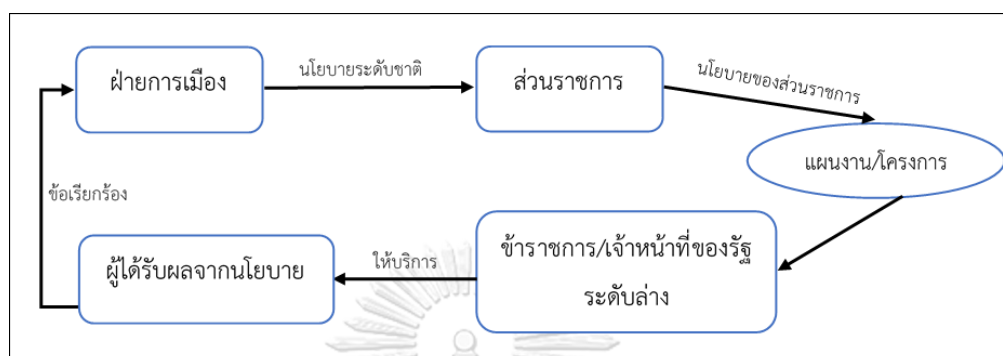 ฝ่ายการเมือง
นโยบายระดับชาติ
ส่วนราชการ
นโยบายของส่วนราชการ
แผนงาน/โครงการ
ข้าราชการ/เจ้าหน้าที่ของรัฐ
ระดับล่าง
ให้บริการ
ผู้ได้รับผลจากนโยบาย
ข้อเรียกร้อง